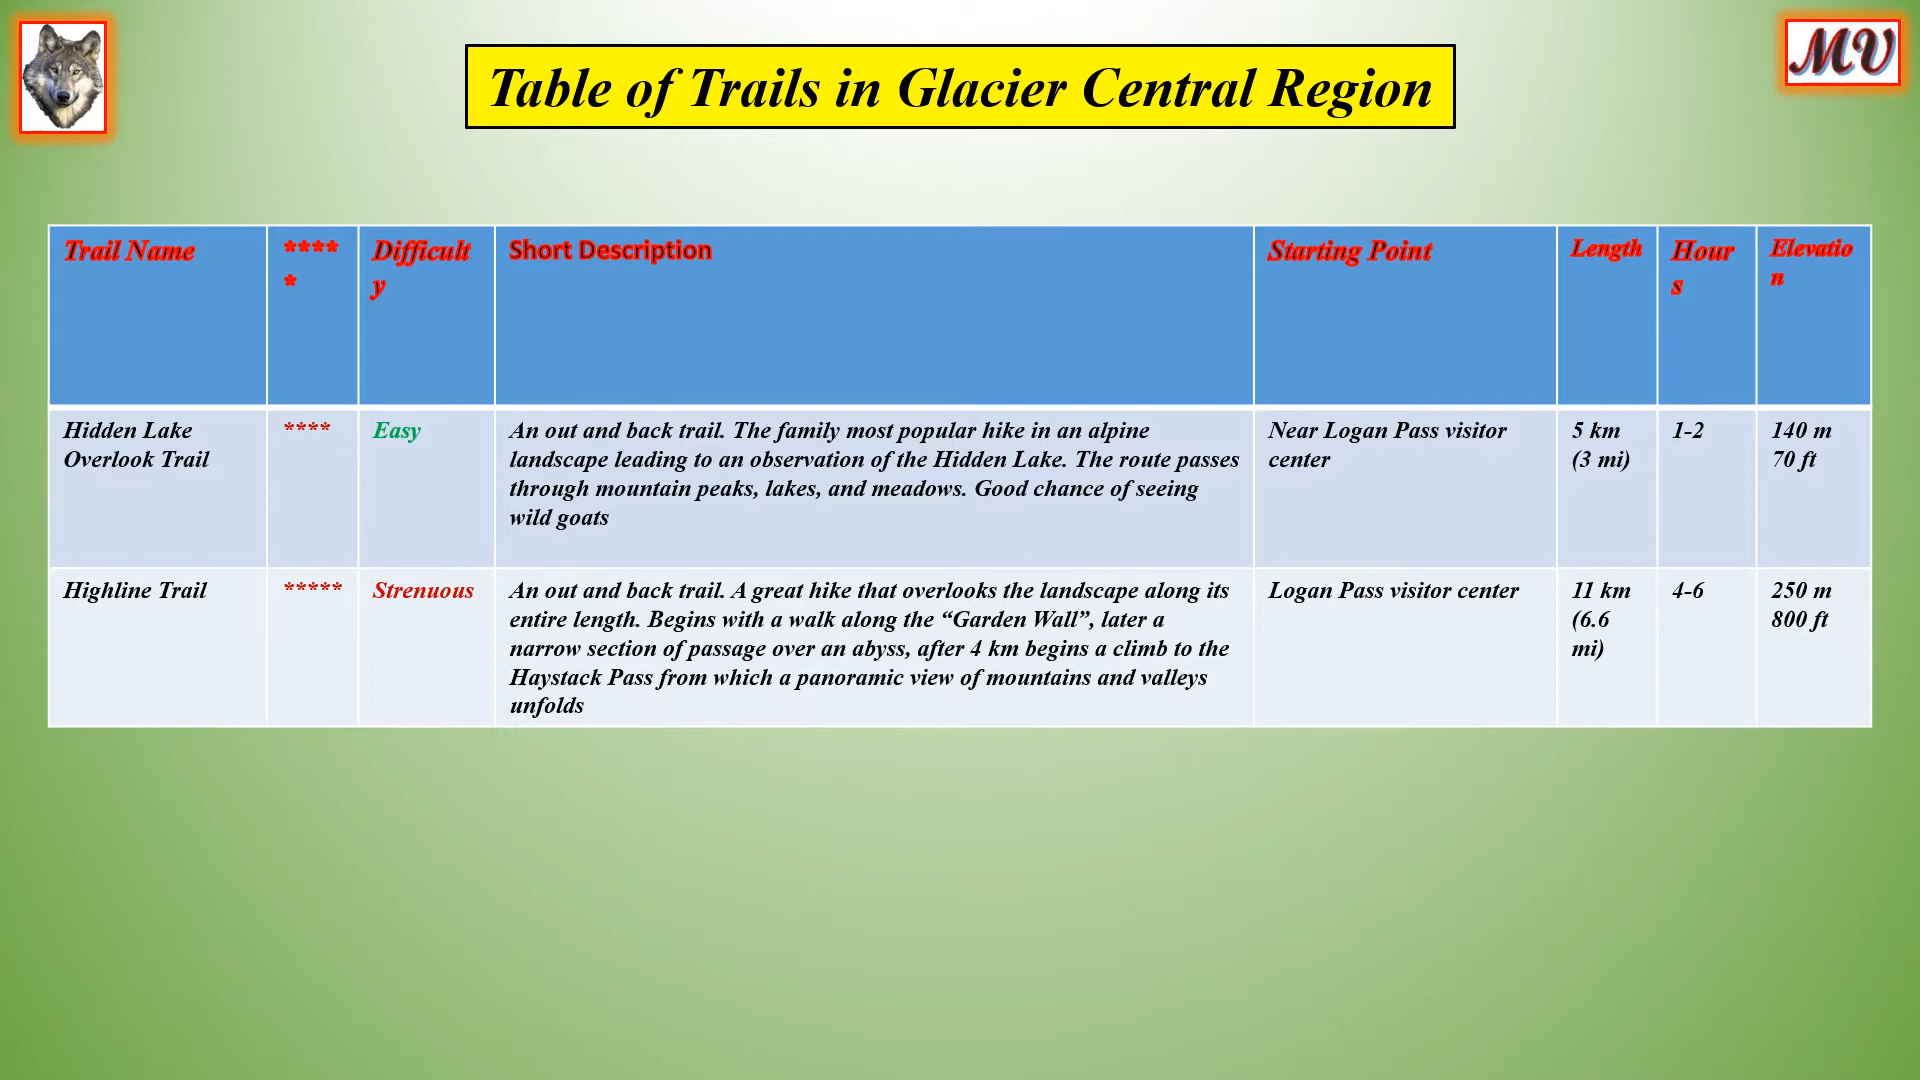 MV
Table of Trails in Glacier Central Region
Trail Name
****
*
Difficult
y
Short Description
Starting Point
Length
Hour
s
Elevatio
n
Hidden Lake
Overlook Trail
****
Easy
An out and back trail. The family most popular hike in an alpine
landscape leading to an observation of the Hidden Lake. The route passes
through mountain peaks, lakes, and meadows. Good chance of seeing
wild goats
Near Logan Pass visitor
center
5 km
(3 mi)
1-2
140 m
70 ft
Highline Trail
*****
Strenuous
An out and back trail. A great hike that overlooks the landscape along its
entire length. Begins with a walk along the “Garden Wall”, later a
narrow section of passage over an abyss, after 4 km begins a climb to the
Haystack Pass from which a panoramic view of mountains and valleys
unfolds
Logan Pass visitor center
11 km
(6.6
mi)
4-6
250 m
800 ft